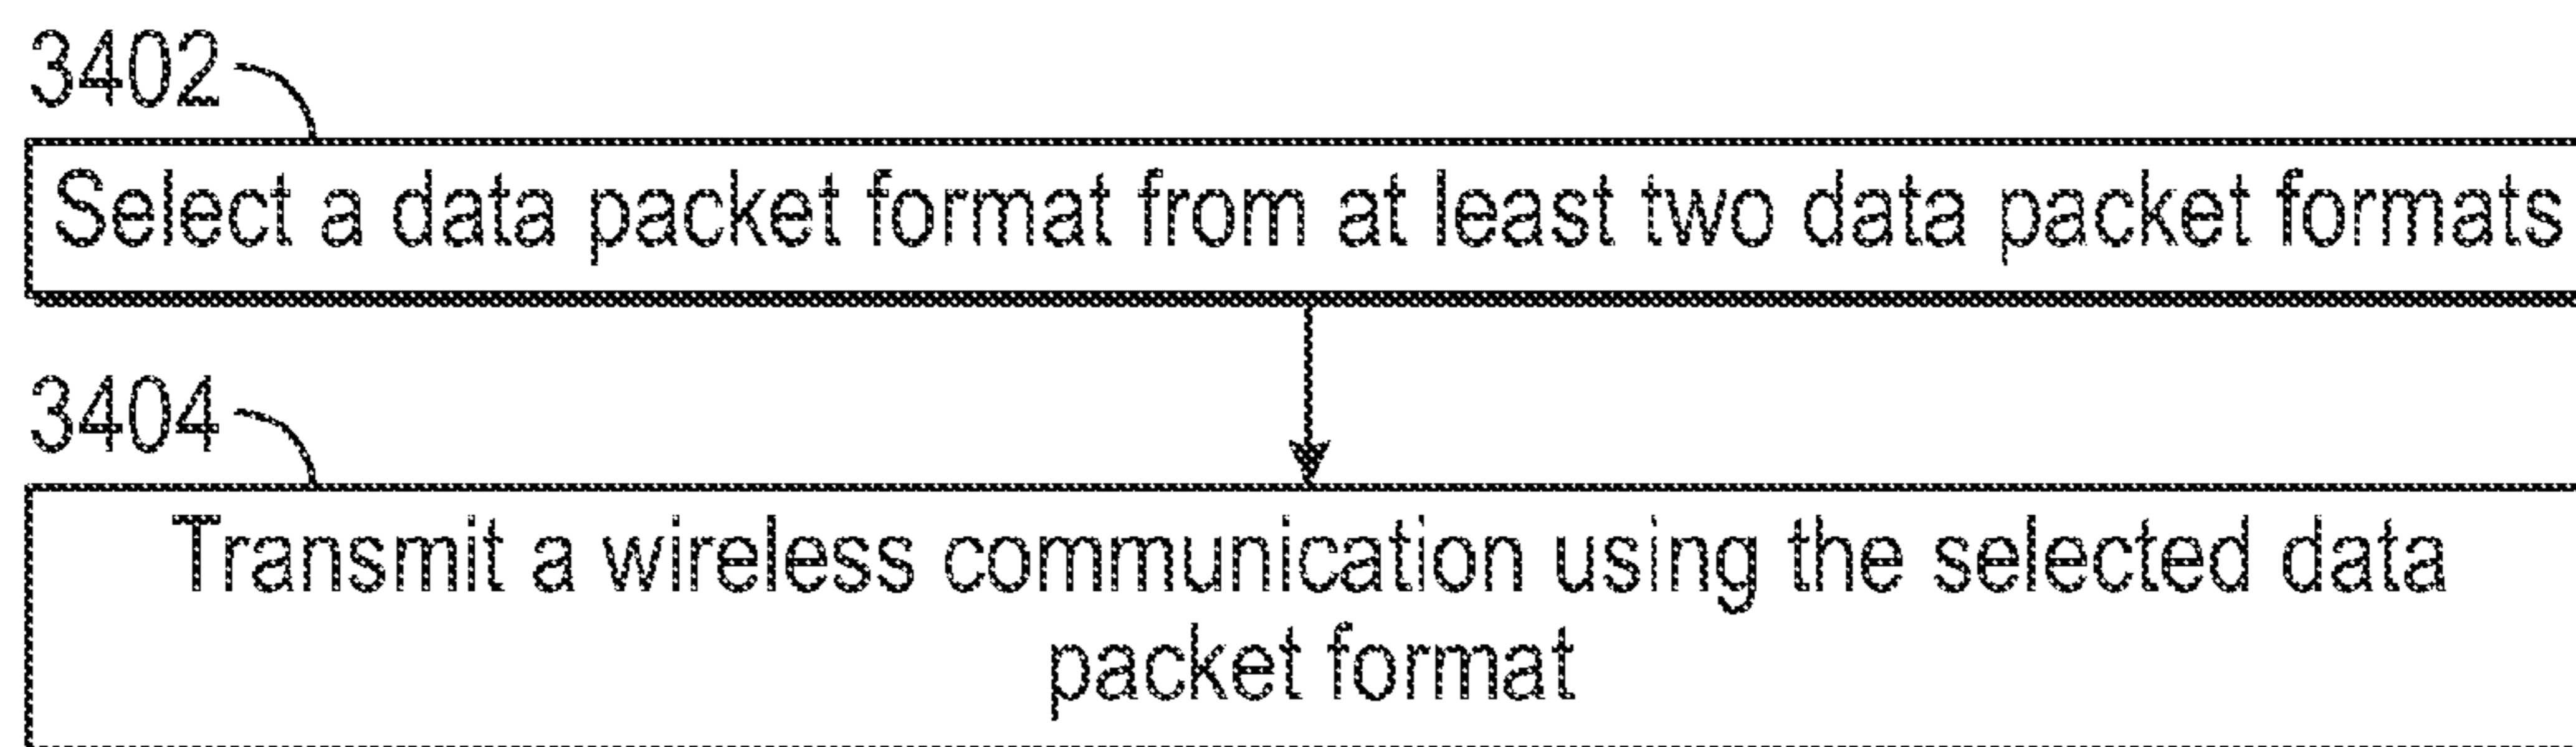 3402
Select a data packet format from at least two data packet formats
3404
Transmit a wireless communication using the selected data
packet format